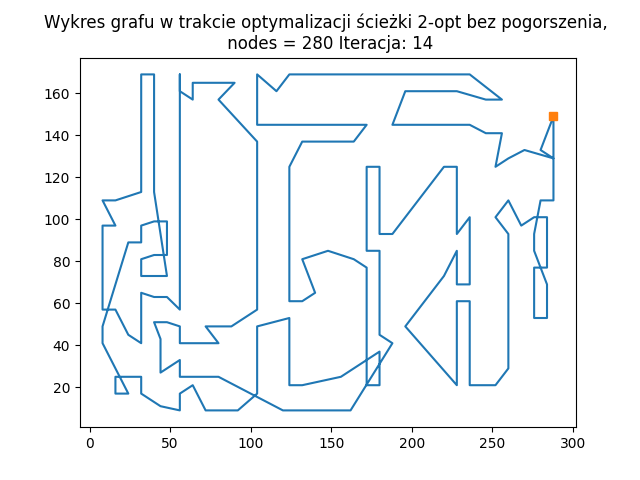 Wykres grafu w trakcie optymalizacji ścieżki 2-opt bez pogorszenia,
nodes = 280 Iteracja: 14
160
140
120
100
80
60
40
20
0 50 100 150 200 250 300